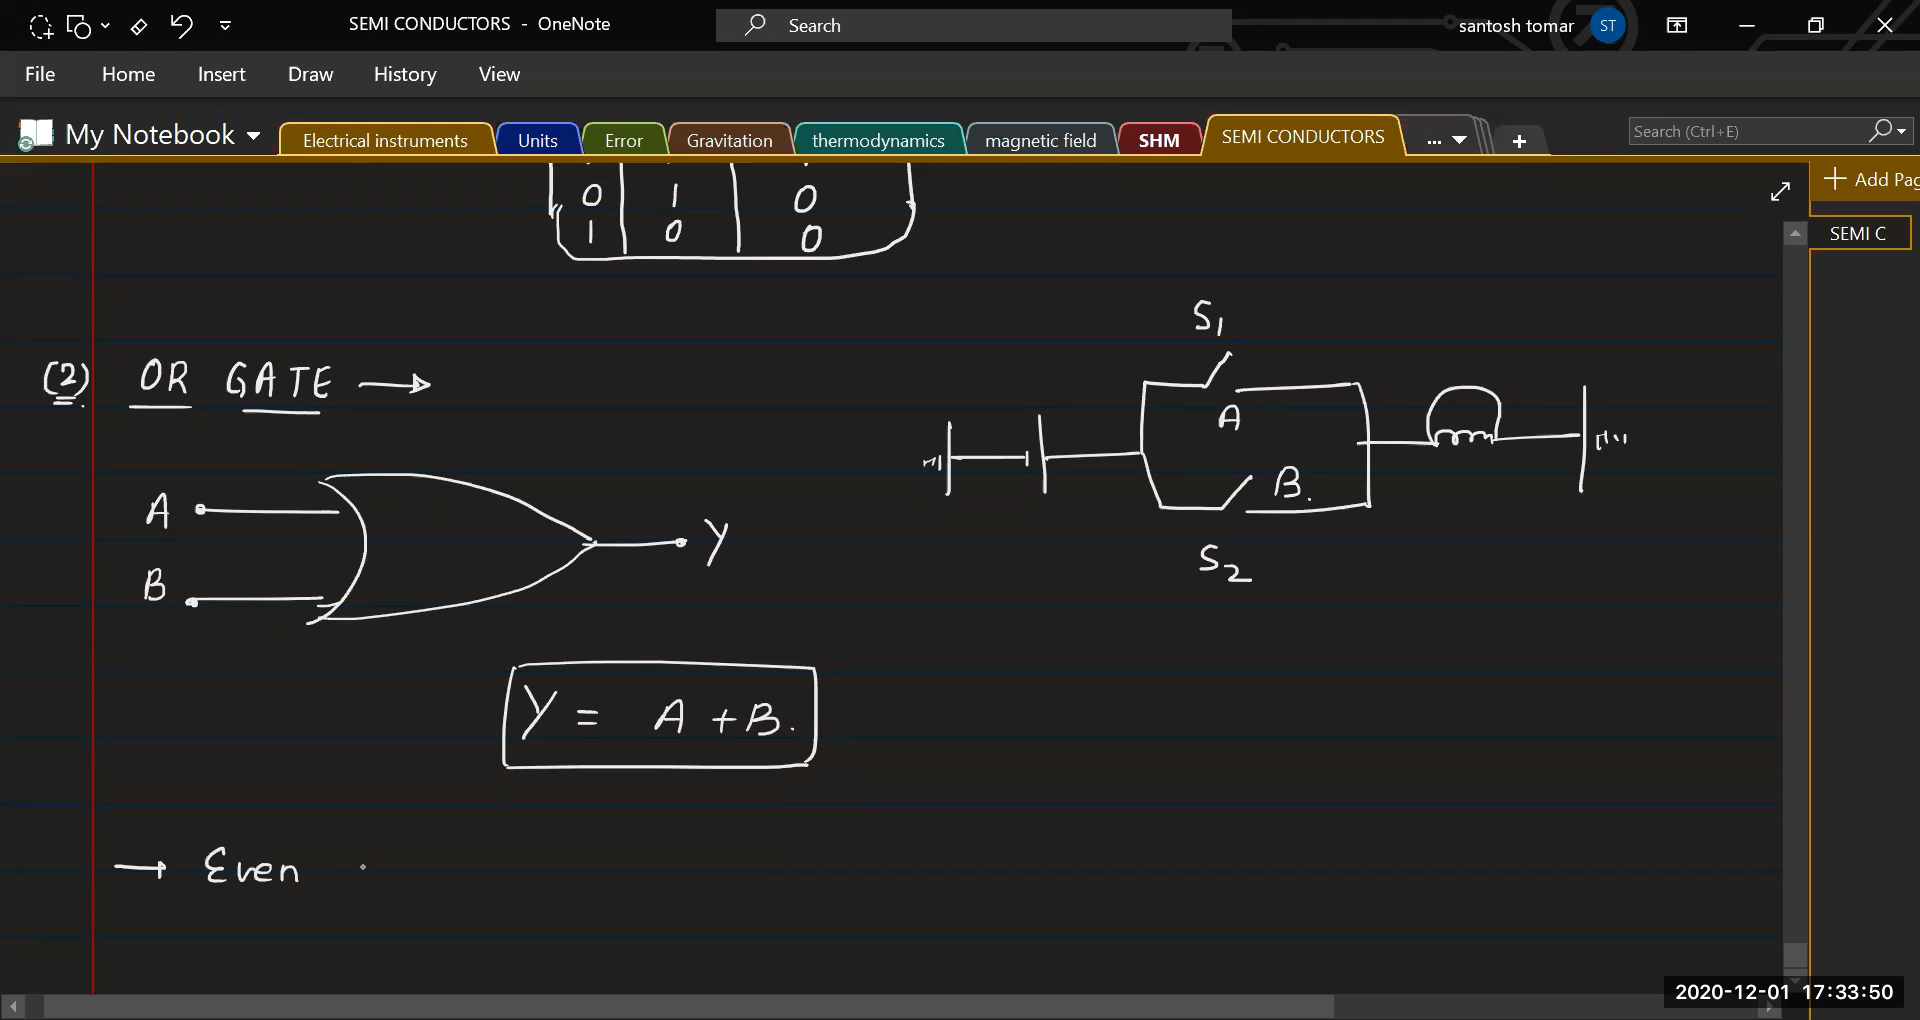 SEMI CONDUCTORS - OneNote
Search
santosh tomar
ST
File Home Insert Draw History View
My Notebook
Electrical instruments
Units
Error
Gravitation
thermodynamics
magnetic field
SHM
SEMI CONDUCTORS
...
+
Search (Ctrl+E)
+ Add Pag
SEMI C
0 1 0
1 0 0
(2) OR GATE →
S1
A
B.
S2
A
B
Y
Y = A + B.
→ Even
2020-12-01 17:33:50